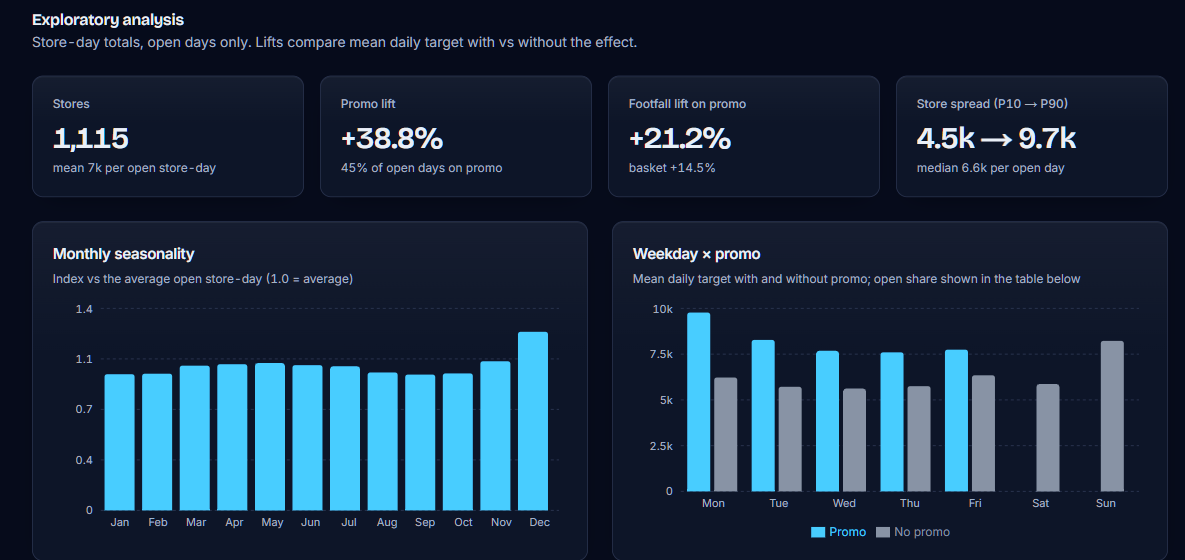 Exploratory analysis
Store-day totals, open days only. Lifts compare mean daily target with vs without the effect.
Stores
1,115
mean 7k per open store-day
Promo lift
+38.8%
45% of open days on promo
Footfall lift on promo
+21.2%
basket +14.5%
Store spread (P10 → P90)
4.5k → 9.7k
median 6.6k per open day
Monthly seasonality
Index vs the average open store-day (1.0 = average)
1.4
1.1
0.7
0.4
0
Jan Feb Mar Apr May Jun Jul Aug Sep Oct Nov Dec
Weekday × promo
Mean daily target with and without promo; open share shown in the table below
10k
7.5k
5k
2.5k
0
Mon Tue Wed Thu Fri Sat Sun
Promo No promo